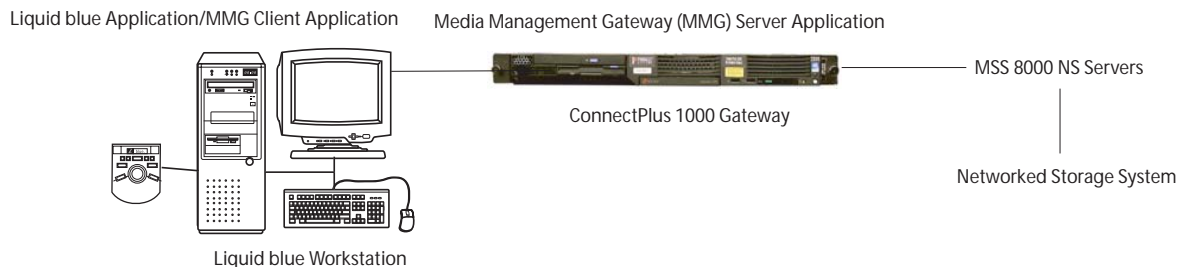 Liquid blue Application/MMG Client Application
Media Management Gateway (MMG) Server Application
MSS 8000 NS Servers
ConnectPlus 1000 Gateway
Networked Storage System
Liquid blue Workstation